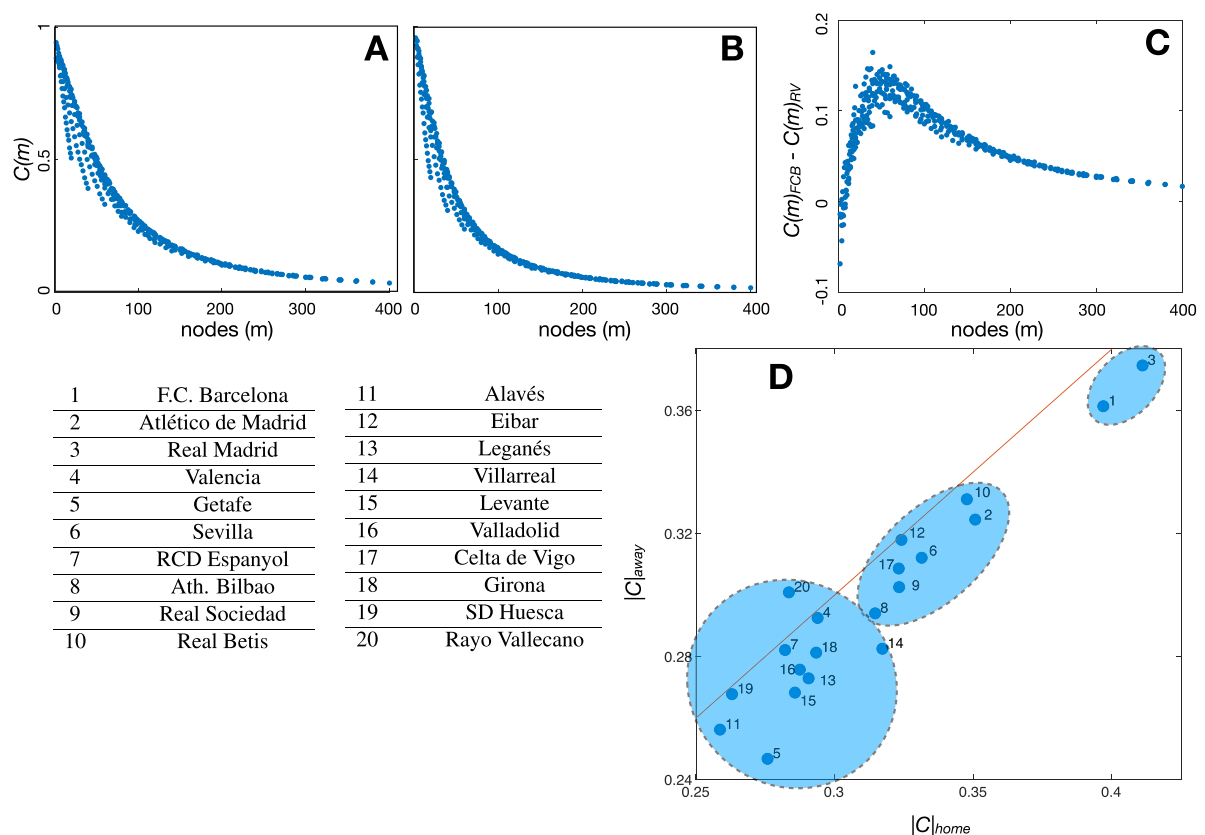 A
B
C
1
0.5
0
C(m)
0
100
200
300
400
nodes (m)
0
100
200
300
400
nodes (m)
0.2
0.1
0
-0.1
C(m)FCB - C(m)RV
0
100
200
300
400
nodes (m)
1 F.C. Barcelona
2 Atlético de Madrid
3 Real Madrid
4 Valencia
5 Getafe
6 Sevilla
7 RCD Espanyol
8 Ath. Bilbao
9 Real Sociedad
10 Real Betis
11 Alavés
12 Eibar
13 Leganés
14 Villarreal
15 Levante
16 Valladolid
17 Celta de Vigo
18 Girona
19 SD Huesca
20 Rayo Vallecano
D
0.36
0.32
0.28
0.24
|C|away
3
1
10
2
12
6
17
9
20
8
4
14
7
18
16
13
19
15
11
5
0.25
0.3
0.35
0.4
|C|home